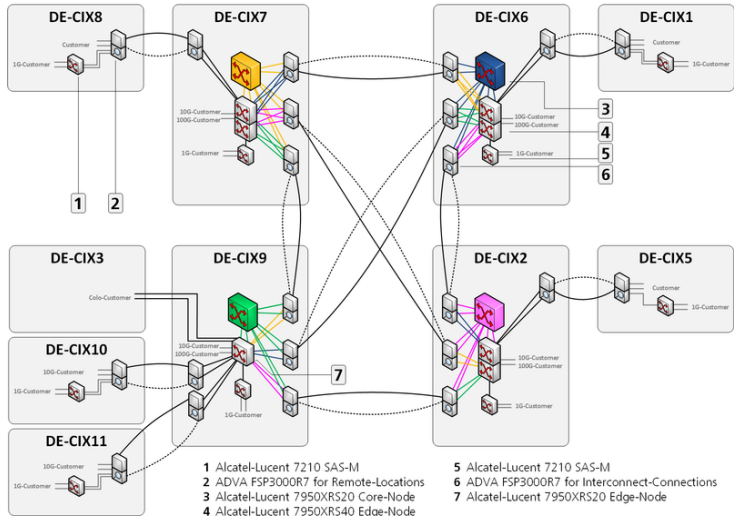 DE-CIX8
Customer
1G-Customer
1
2
DE-CIX7
10G-Customer
100G-Customer
1G-Customer
DE-CIX6
10G-Customer
100G-Customer
1G-Customer
3
4
5
6
DE-CIX1
Customer
1G-Customer
DE-CIX3
Colo-Customer
DE-CIX9
10G-Customer
100G-Customer
1G-Customer
7
DE-CIX2
10G-Customer
100G-Customer
1G-Customer
DE-CIX5
Customer
1G-Customer
DE-CIX10
10G-Customer
1G-Customer
DE-CIX11
10G-Customer
1G-Customer
1 Alcatel-Lucent 7210 SAS-M
2 ADVA FSP3000R7 for Remote-Locations
3 Alcatel-Lucent 7950XRS20 Core-Node
4 Alcatel-Lucent 7950XRS40 Edge-Node
5 Alcatel-Lucent 7210 SAS-M
6 ADVA FSP3000R7 for Interconnect-Connections
7 Alcatel-Lucent 7950XRS20 Edge-Node